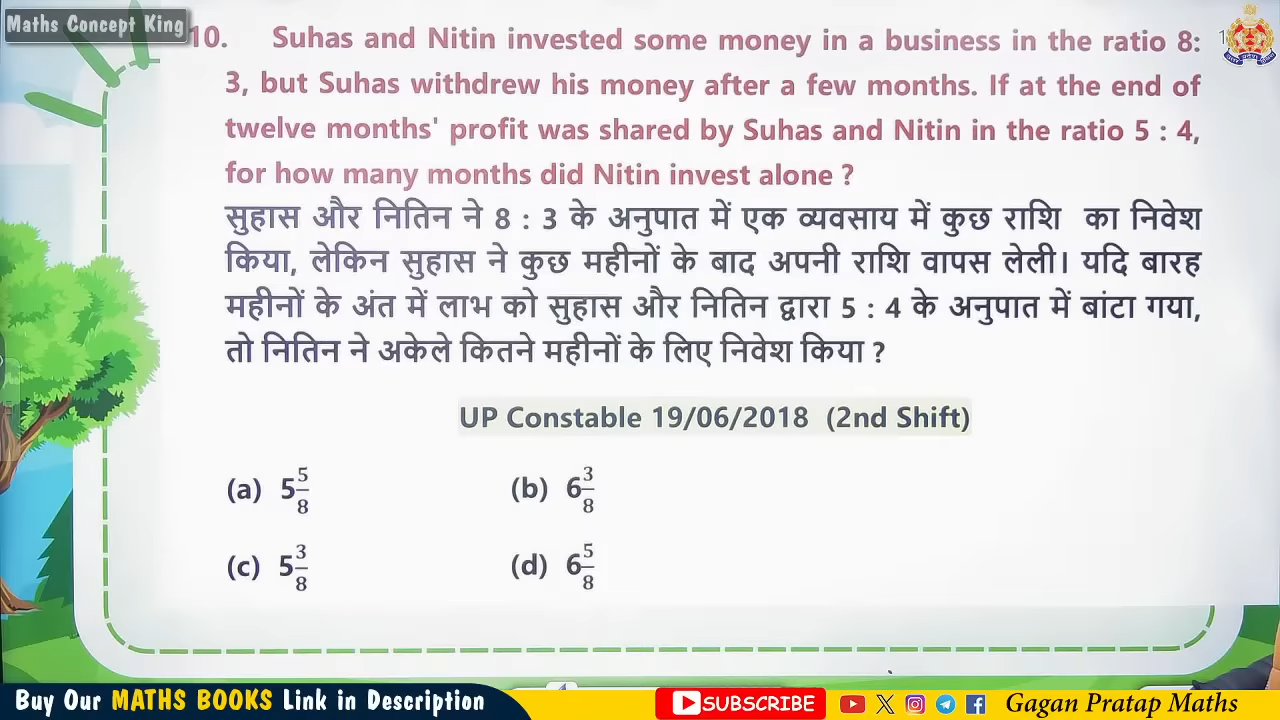 Maths Concept King
10. Suhas and Nitin invested some money in a business in the ratio 8:
3, but Suhas withdrew his money after a few months. If at the end of
twelve months' profit was shared by Suhas and Nitin in the ratio 5 : 4,
for how many months did Nitin invest alone ?
सुहास और नितिन ने 8 : 3 के अनुपात में एक व्यवसाय में कुछ राशि का निवेश
किया, लेकिन सुहास ने कुछ महीनों के बाद अपनी राशि वापस लेली। यदि बारह
महीनों के अंत में लाभ को सुहास और नितिन द्वारा 5 : 4 के अनुपात में बांटा गया,
तो नितिन ने अकेले कितने महीनों के लिए निवेश किया ?
UP Constable 19/06/2018 (2nd Shift)
(a) 5 5/8 (b) 6 3/8
(c) 5 3/8 (d) 6 5/8
Buy Our MATHS BOOKS Link in Description SUBSCRIBE Gagan Pratap Maths